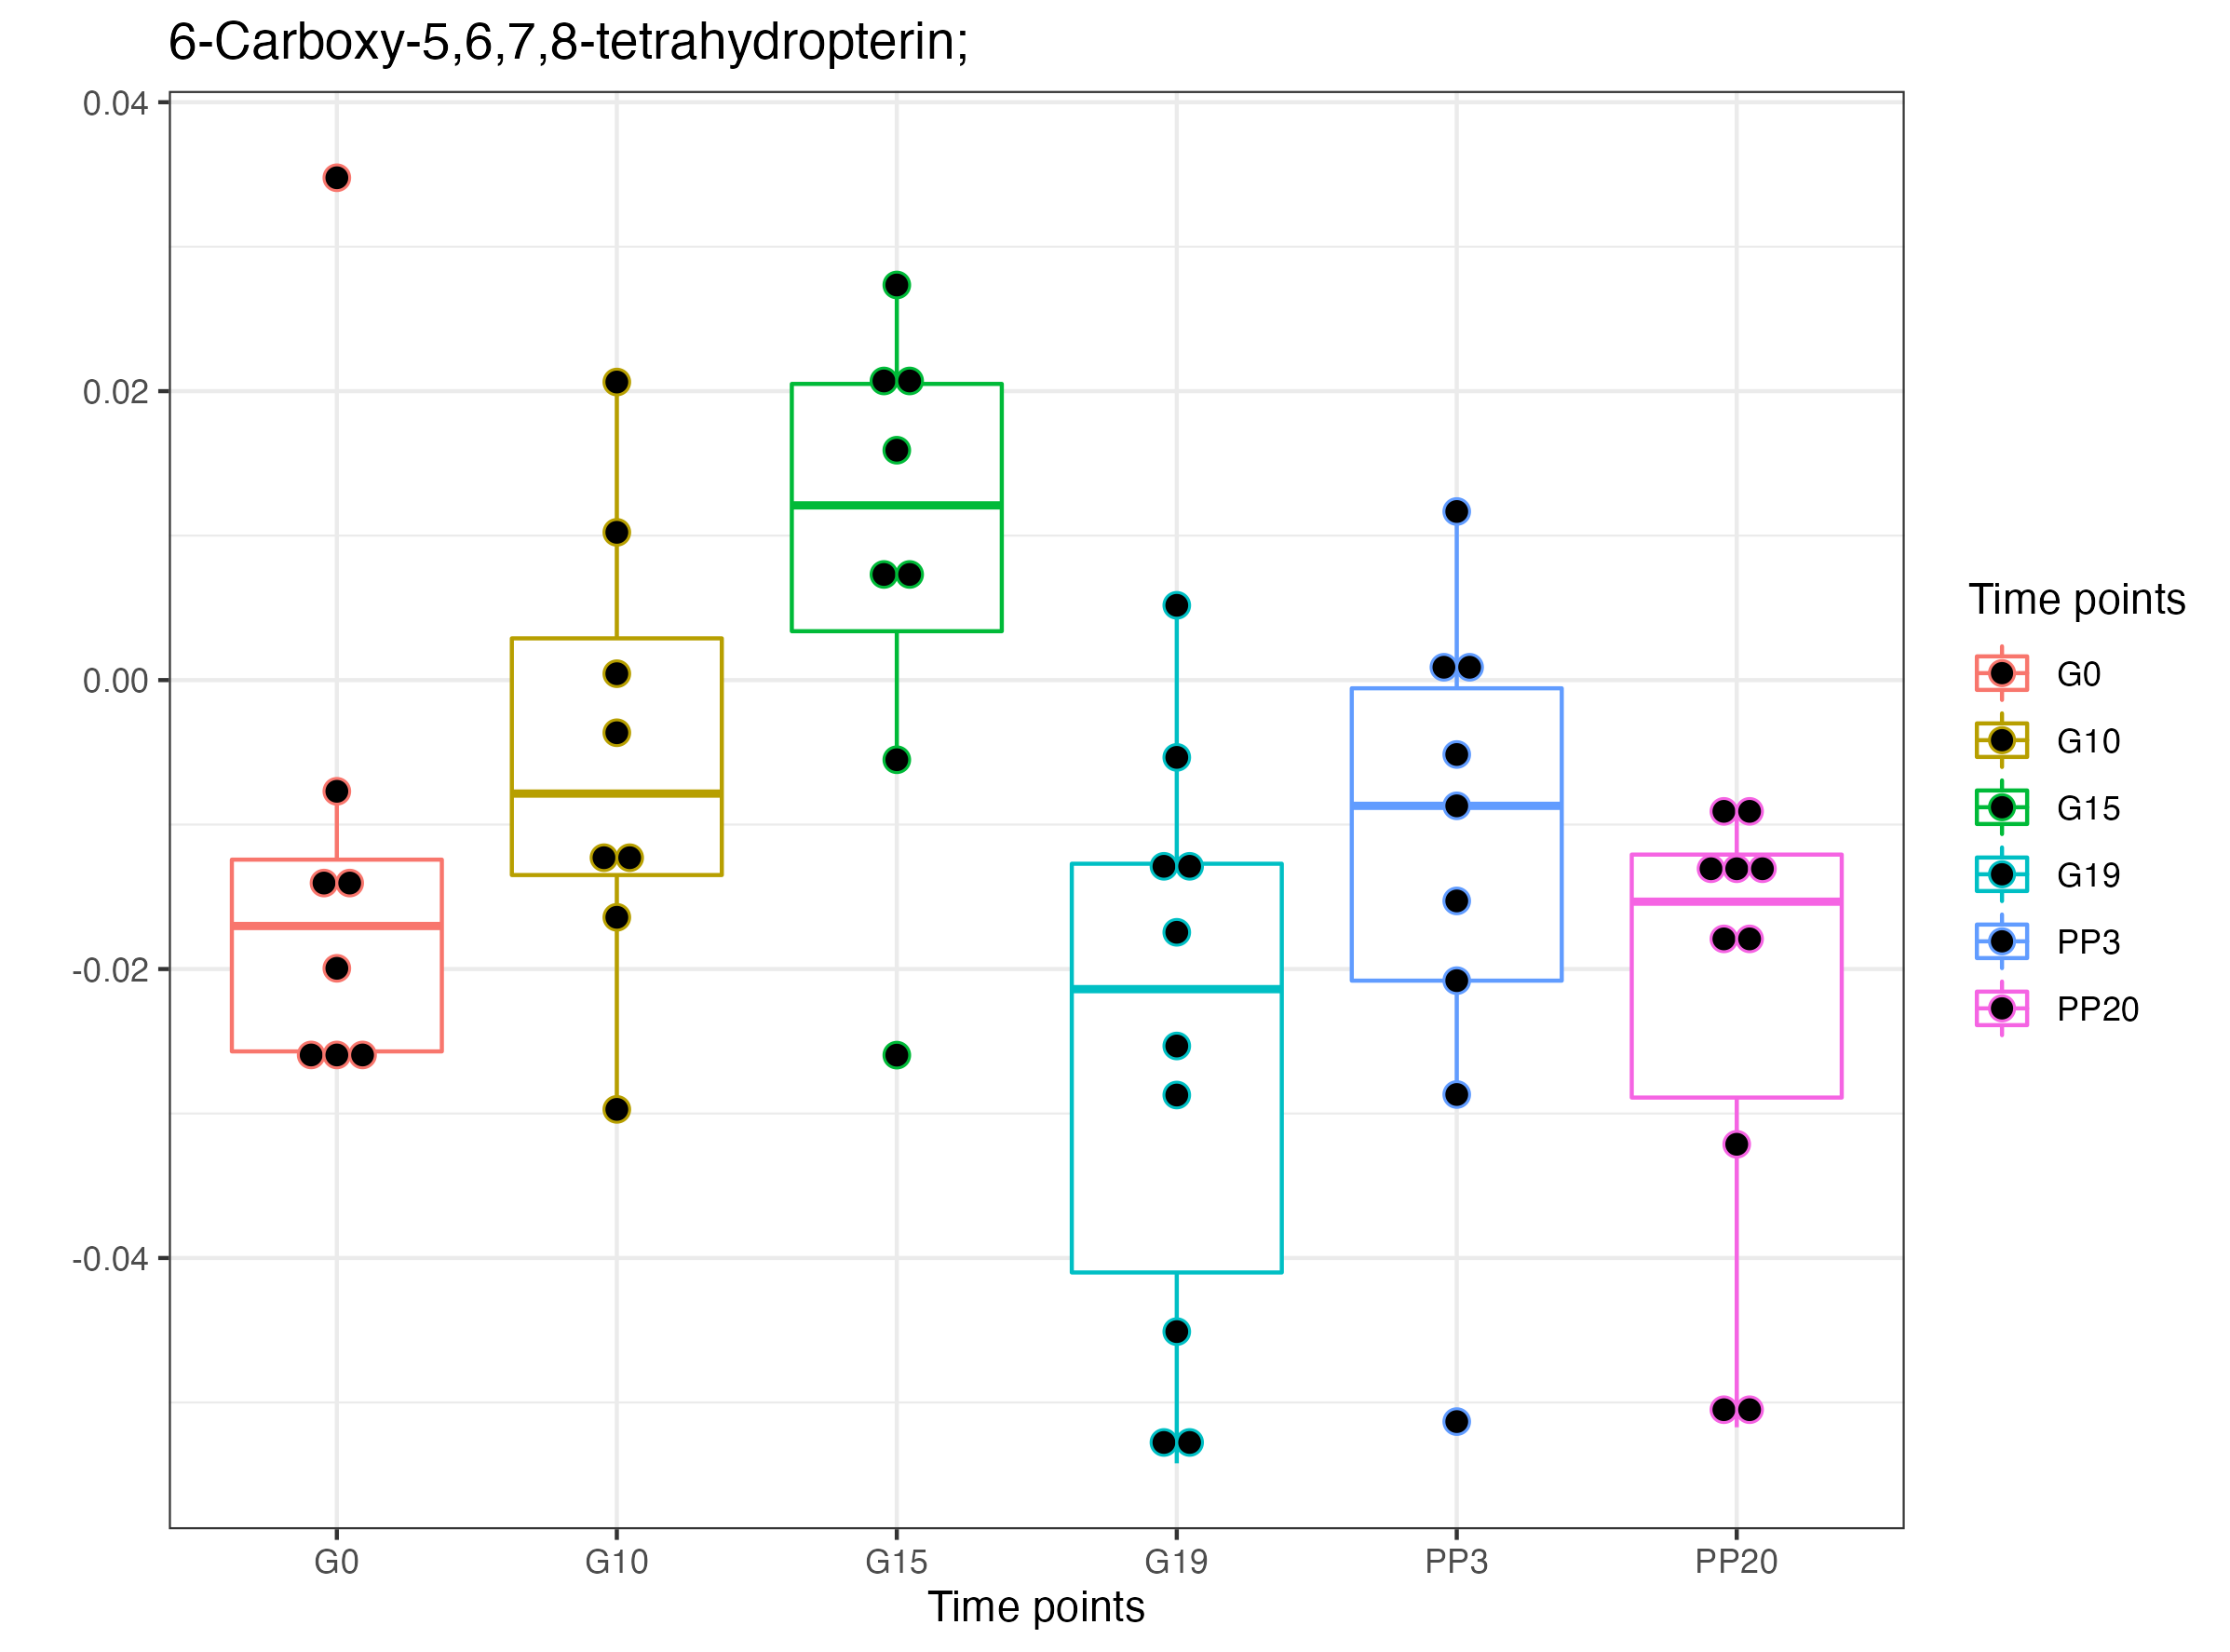 6-Carboxy-5,6,7,8-tetrahydropterin;
0.04
0.02
0.00
-0.02
-0.04
G0
G10
G15
G19
PP3
PP20
Time points
Time points
G0
G10
G15
G19
PP3
PP20